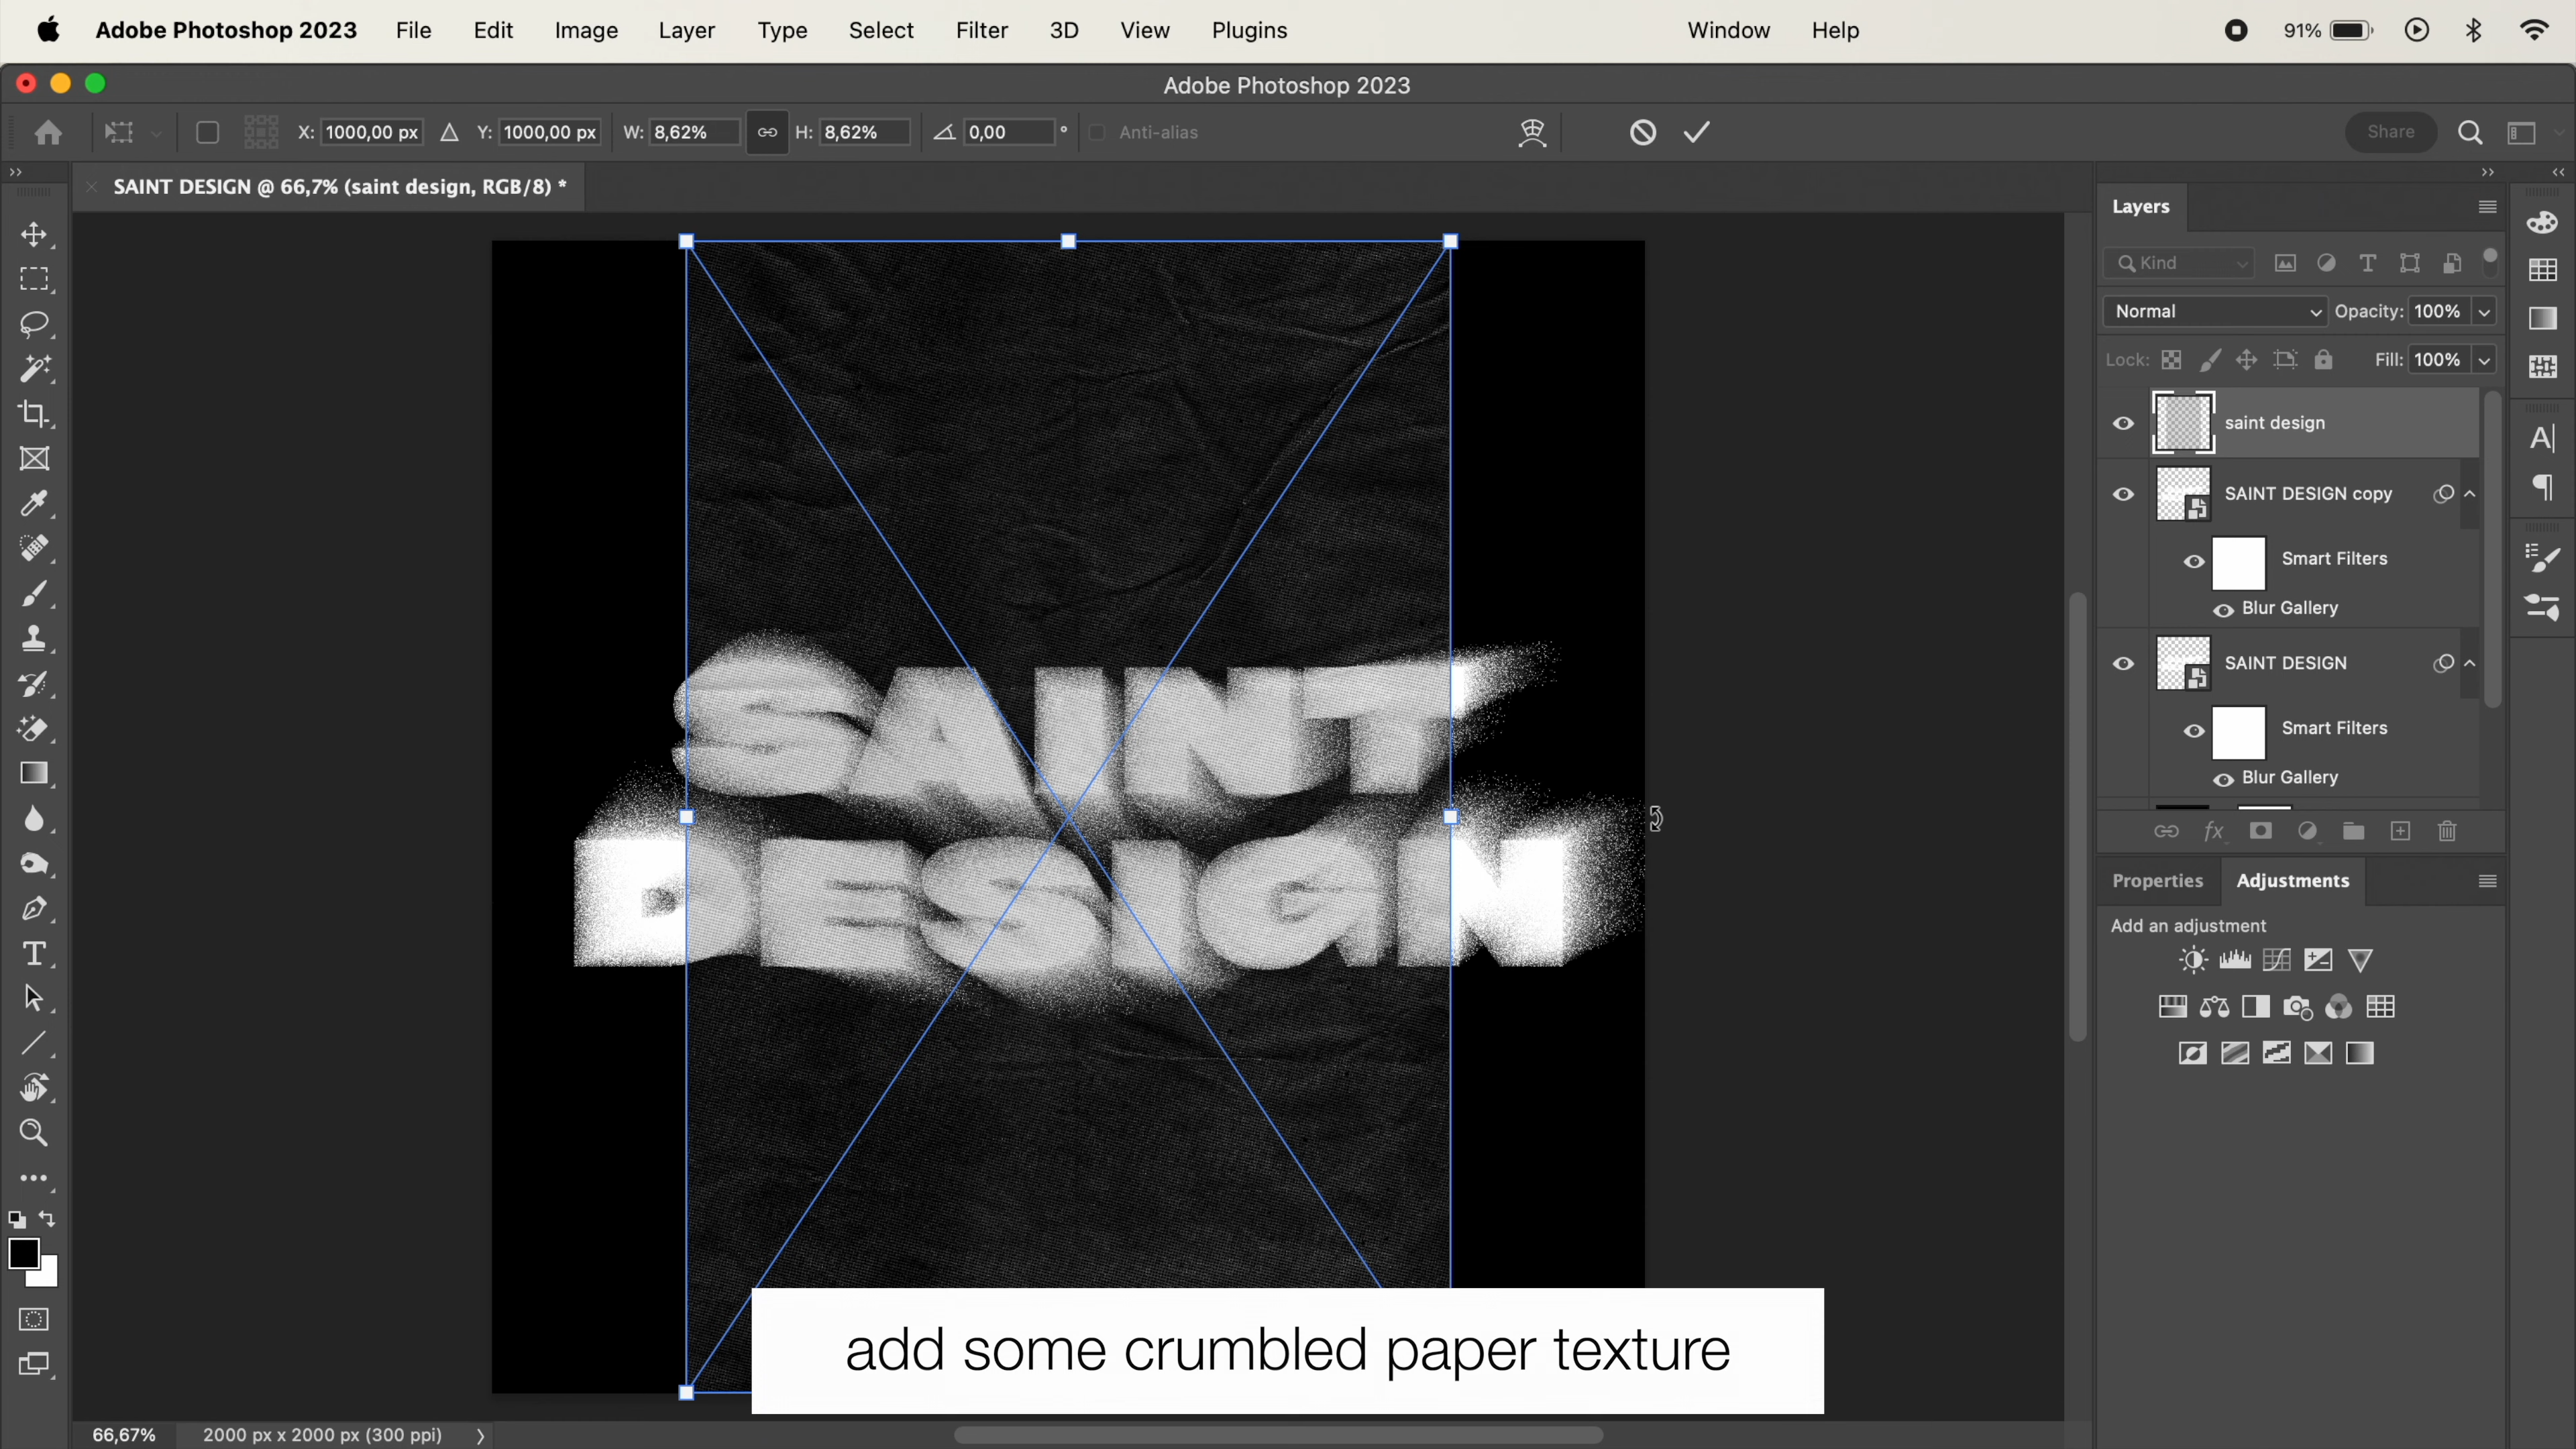 Adobe Photoshop 2023 File Edit Image Layer Type Select Filter 3D View Plugins Window Help 91%
Adobe Photoshop 2023
X: 1000,00 px Y: 1000,00 px W: 8,62% H: 8,62% 0,00 ° Anti-alias Share
SAINT DESIGN @ 66,7% (saint design, RGB/8) *
Layers
Kind
Normal Opacity: 100%
Lock: Fill: 100%
saint design
SAINT DESIGN copy
Smart Filters
Blur Gallery
SAINT DESIGN
Smart Filters
Blur Gallery
Properties Adjustments
Add an adjustment
SAINT
DESIGN
add some crumbled paper texture
66,67% 2000 px x 2000 px (300 ppi)